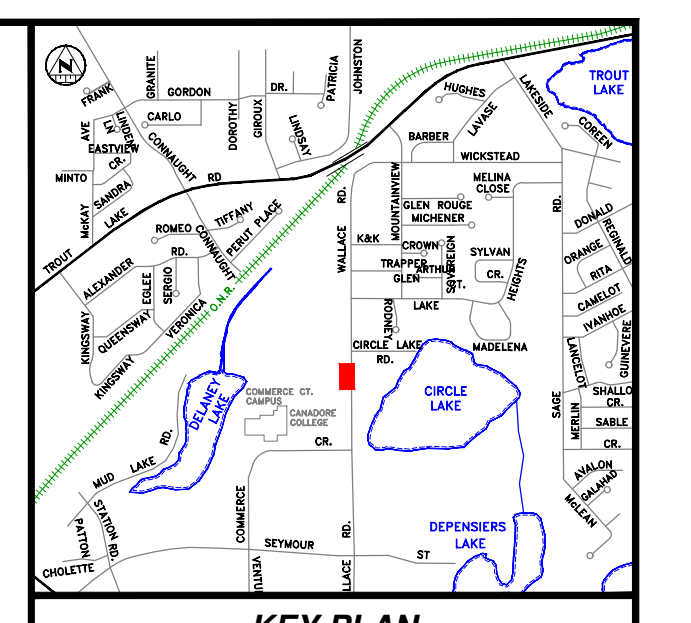 N
JOHNSTON
PATRICIA
GRANITE
GORDON
DR.
HUGHES
LAKESIDE
TROUT
LAKE
FRANK
AVE
LINDEN
LN
CARLO
DOROTHY
GIROUX
LINDSAY
LAVASE
COREEN
EASTVIEW
CR.
CONNAUGHT
BARBER
WICKSTEAD
MINTO
SANDRA
RD
MELINA
CLOSE
McKAY
LAKE
TROUT
ROMEO
TIFFANY
PERUT PLACE
CONNAUGHT
RD.
WALLACE
MOUNTAINVIEW
GLEN ROUGE
MICHENER
RD.
DONALD
REGINALD
K&K
CROWN
SOVEREIGN
SYLVAN
CR.
HEIGHTS
TRAPPER
ARTHUR
ST.
GLEN
ORANGE
RITA
ALEXANDER
RD.
EGLEE
SERGIO
VERONICA
O.N.R.
CAMELOT
IVANHOE
KINGSWAY
QUEENSWAY
KINGSWAY
LAKE
RODNEY
CIRCLE LAKE
RD.
MADELENA
LANCELOT
GUINEVERE
DELANEY
LAKE
COMMERCE CT.
CAMPUS
CANADORE
COLLEGE
CIRCLE
LAKE
SAGE
MERLIN
SHALLO
CR.
SABLE
CR.
MUD LAKE
RD.
CR.
COMMERCE
AVALON
GALAHAD
McLEAN
PATTON
STATION RD.
CHOLETTE
SEYMOUR
ST
RD.
LLACE
VENTU
DEPENSIERS
LAKE
KEY PLAN